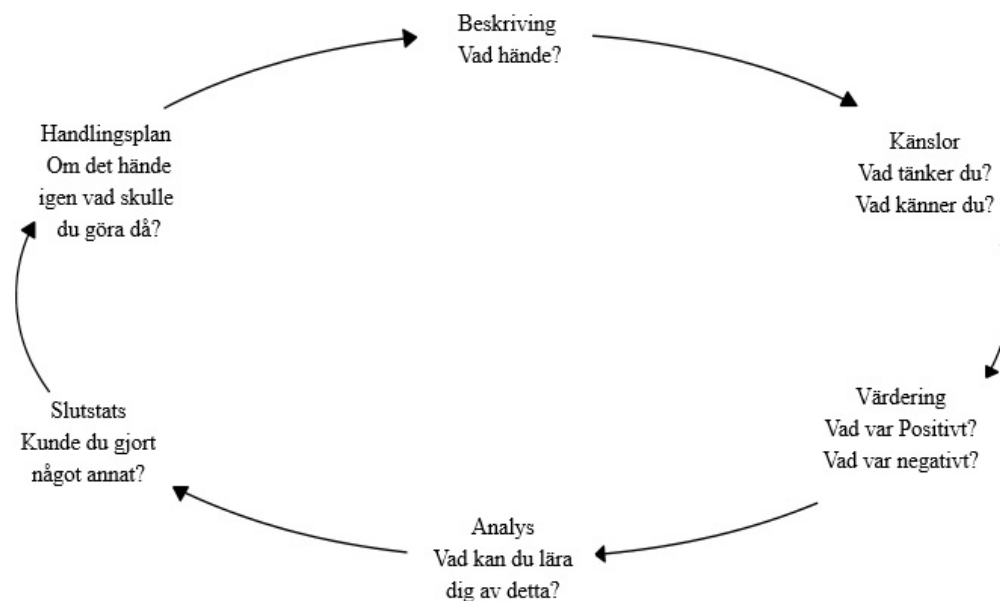 Beskriving
Vad hände?
Känslor
Vad tänker du?
Vad känner du?
Värdering
Vad var Positivt?
Vad var negativt?
Analys
Vad kan du lära
dig av detta?
Slutstats
Kunde du gjort
något annat?
Handlingsplan
Om det hände
igen vad skulle
du göra då?